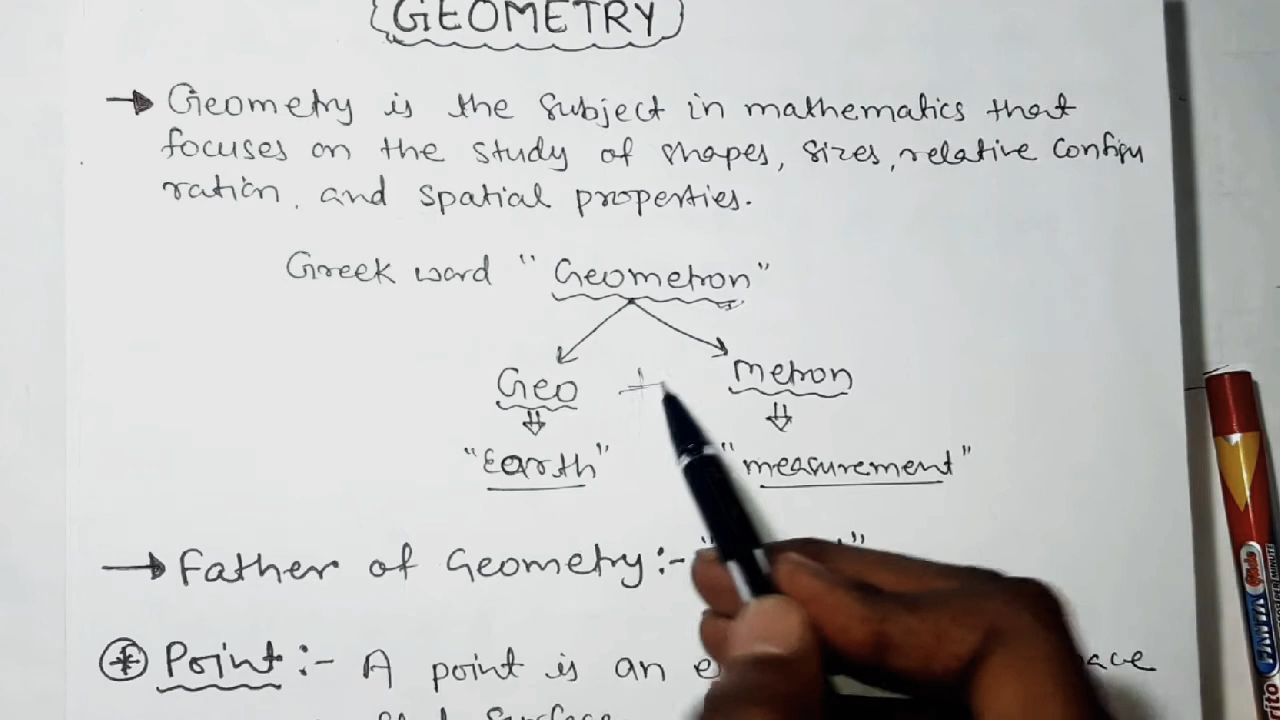 GEOMETRY
→ Geometry is the subject in mathematics that
focuses on the study of shapes, sizes, relative configu
ration, and spatial properties.
Greek word "Geometron"
Geo + metron
"Earth" "measurement"
→ Father of Geometry:-
* Point:- A point is an